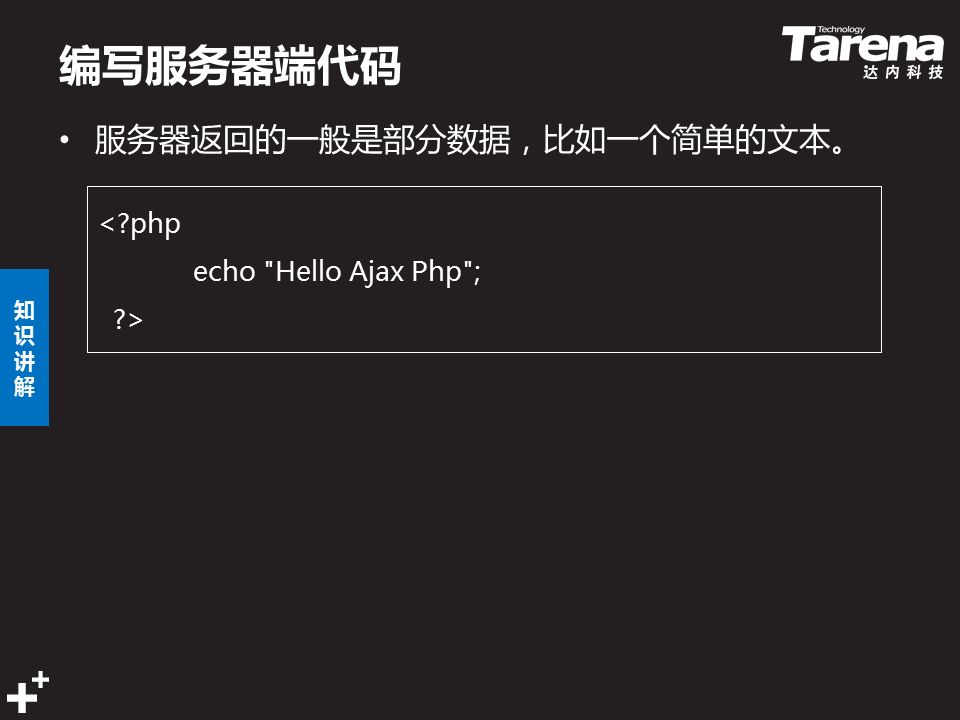 编写服务器端代码
Technology
Tarena
达内科技
• 服务器返回的一般是部分数据，比如一个简单的文本。
<?php
echo "Hello Ajax Php";
?>
知识讲解